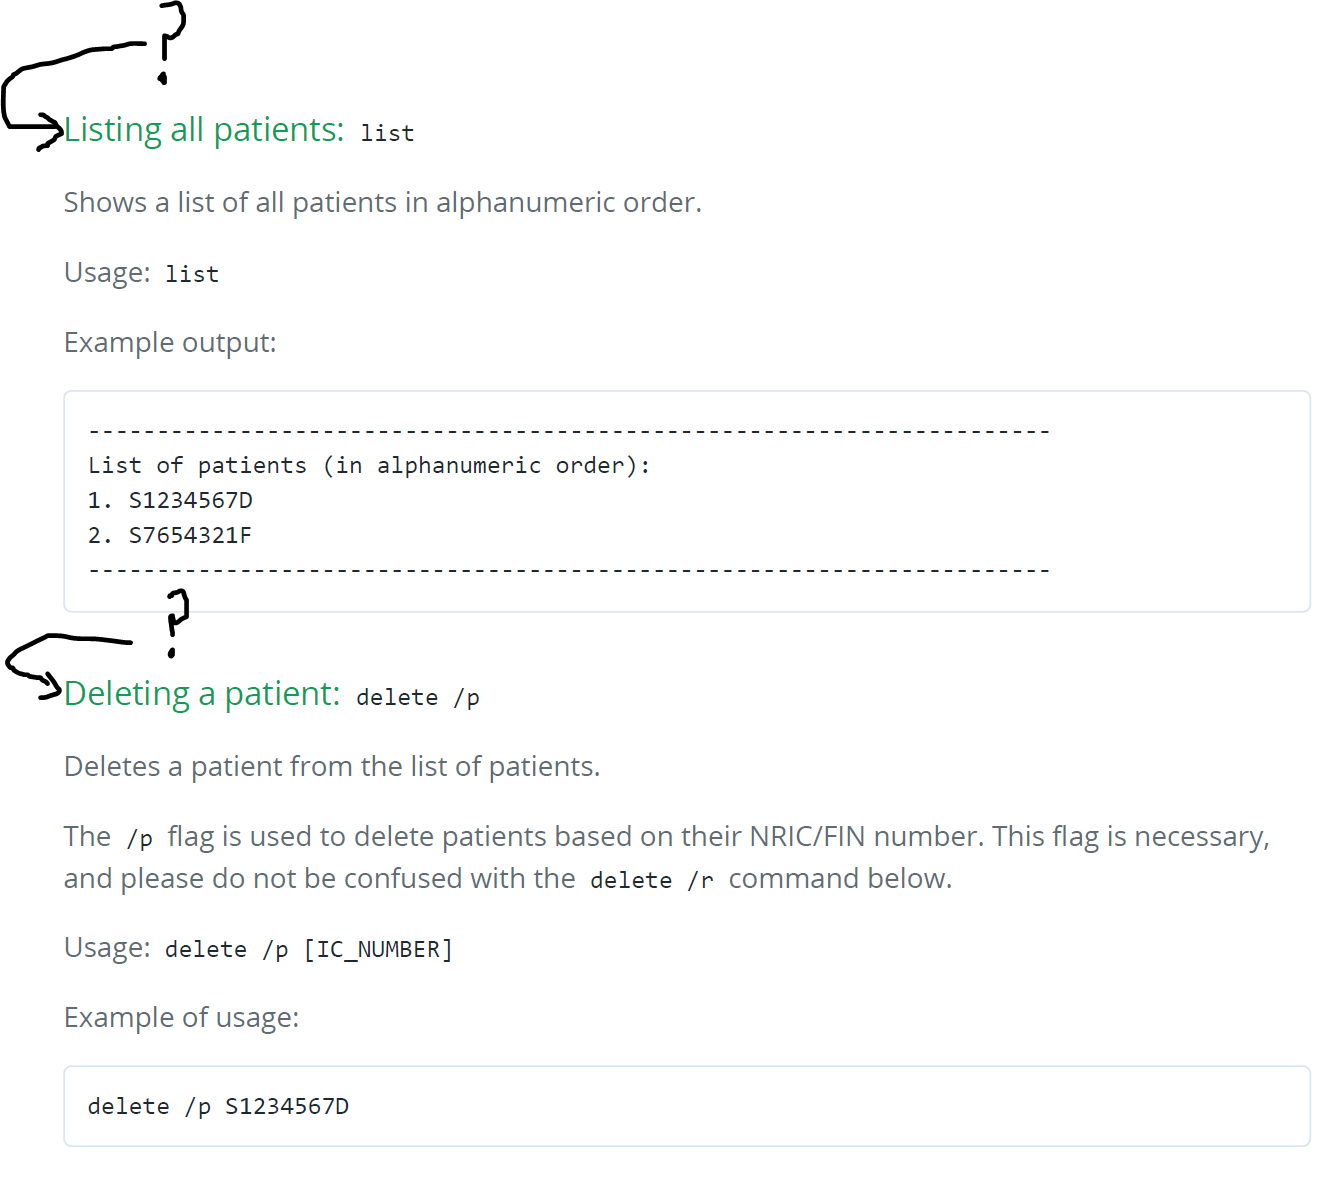 ?
Listing all patients: list
Shows a list of all patients in alphanumeric order.
Usage: list
Example output:
-----------------------------------------------------------------------
List of patients (in alphanumeric order):
1. S1234567D
2. S7654321F
-----------------------------------------------------------------------
?
Deleting a patient: delete /p
Deletes a patient from the list of patients.
The /p flag is used to delete patients based on their NRIC/FIN number. This flag is necessary,
and please do not be confused with the delete /r command below.
Usage: delete /p [IC_NUMBER]
Example of usage:
delete /p S1234567D